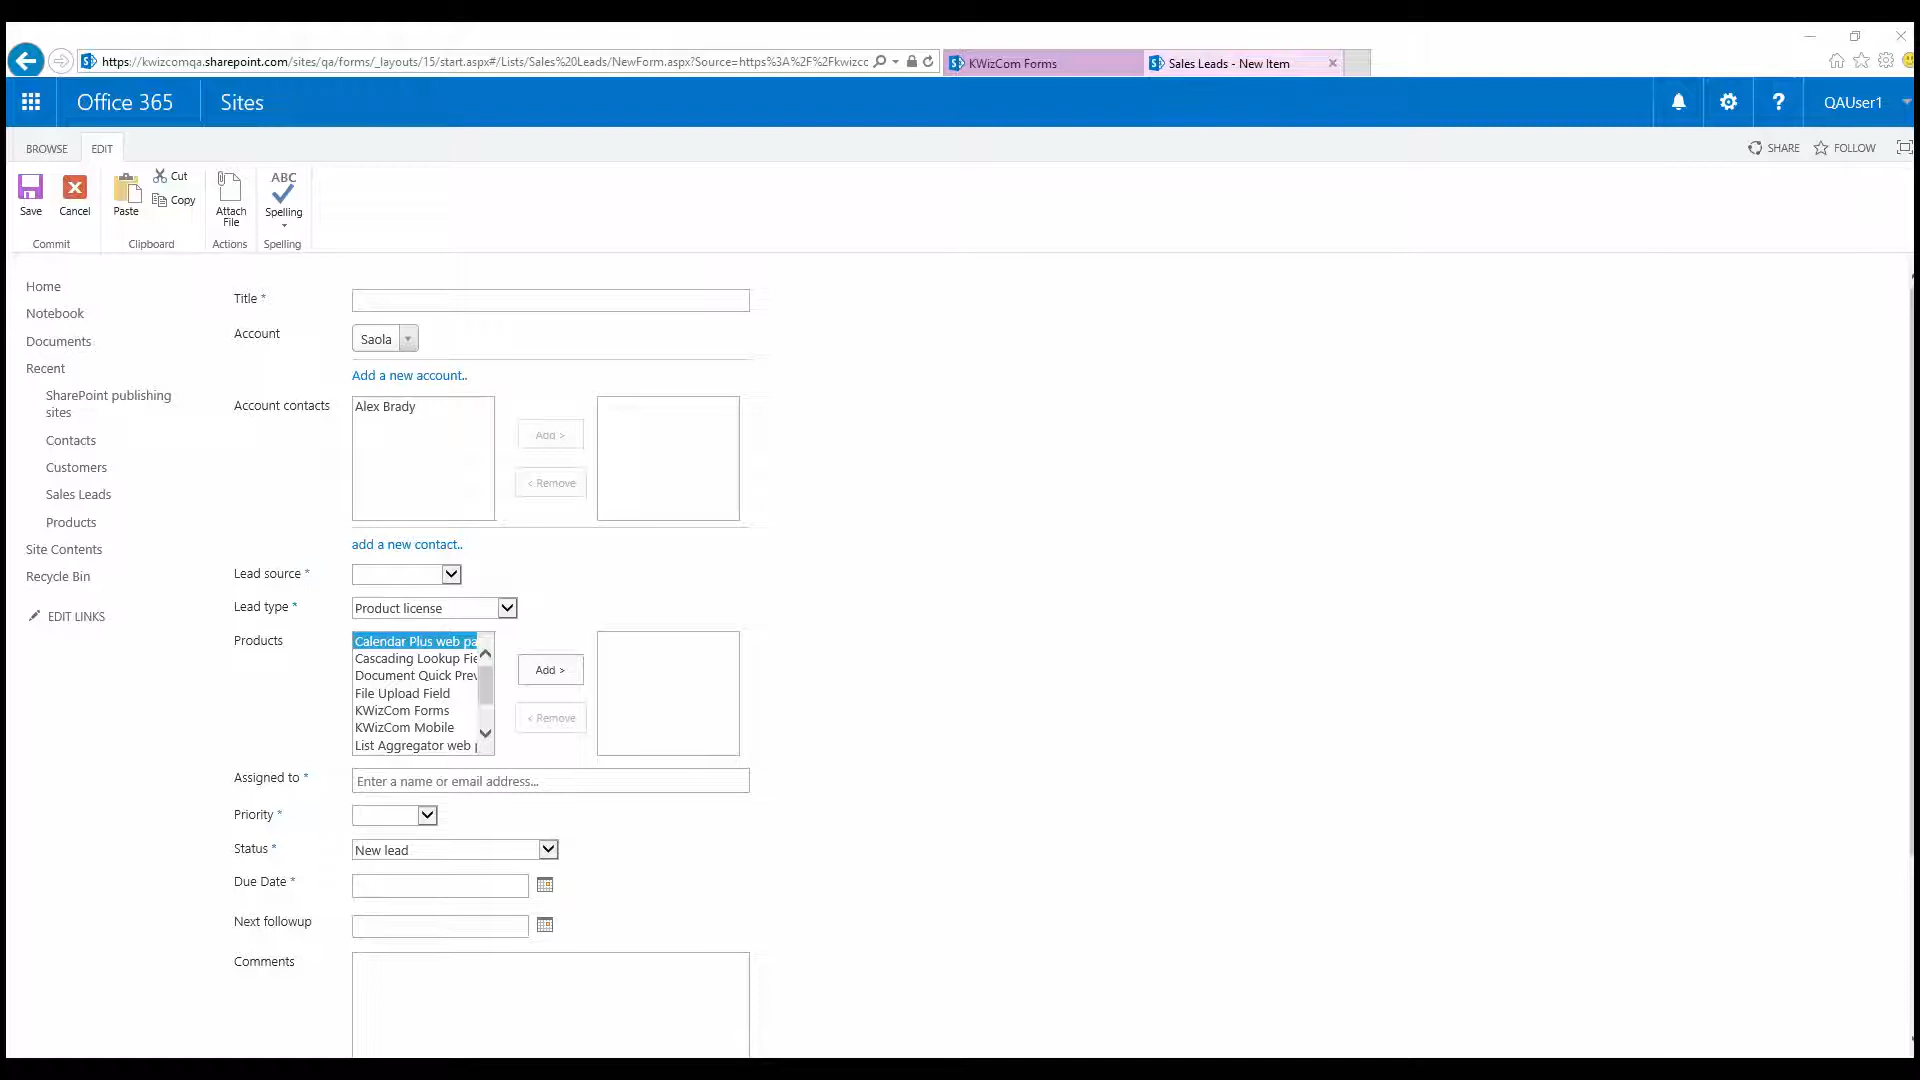 https://kwizcomqa.sharepoint.com/sites/qa/forms/_layouts/15/start.aspx#/Lists/Sales%20Leads/NewForm.aspx?Source=https%3A%2F%2Fkwizcc
KWizCom Forms
Sales Leads - New Item
Office 365
Sites
?
QAUser1
BROWSE
EDIT
SHARE
FOLLOW
Save
Cancel
Paste
Cut
Copy
Attach File
ABC
Spelling
Commit
Clipboard
Actions
Spelling
Home
Notebook
Documents
Recent
SharePoint publishing
sites
Contacts
Customers
Sales Leads
Products
Site Contents
Recycle Bin
EDIT LINKS
Title *
Account
Saola
Add a new account..
Account contacts
Alex Brady
Add >
< Remove
add a new contact..
Lead source *
Lead type *
Product license
Products
Calendar Plus web pa
Cascading Lookup Fie
Document Quick Prev
File Upload Field
KWizCom Forms
KWizCom Mobile
List Aggregator web p
Add >
< Remove
Assigned to *
Enter a name or email address...
Priority *
Status *
New lead
Due Date *
Next followup
Comments